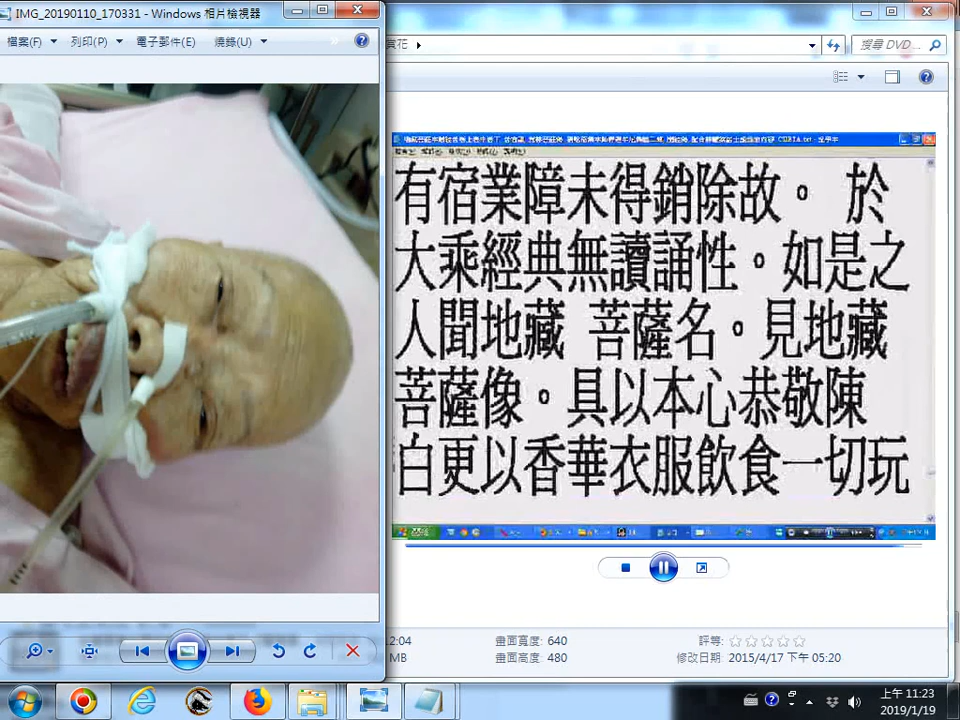 IMG_20190110_170331 - Windows 相片檢視器
檔案(F) 列印(P) 電子郵件(E) 燒錄(U) »
搜尋 DVD ...
有宿業障未得銷除故。 於
大乘經典無讀誦性。如是之
人聞地藏 菩薩名。見地藏
菩薩像。具以本心恭敬陳
白更以香華衣服飲食一切玩
2:04 畫面寬度: 640 評等:
MB 畫面高度: 480 修改日期: 2015/4/17 下午 05:20
上午 11:23
2019/1/19